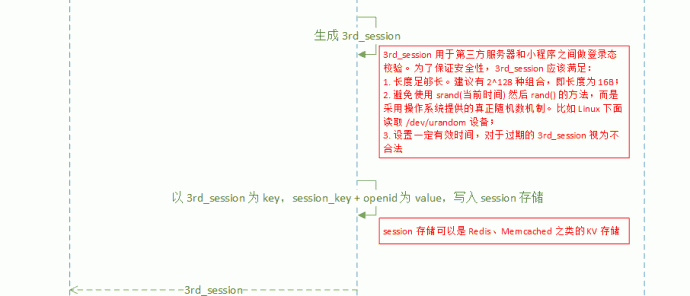 生成 3rd_session
3rd_session 用于第三方服务器和小程序之间做登录态
校验。为了保证安全性，3rd_session 应该满足：
1. 长度足够长。建议有 2^128 种组合，即长度为 16B；
2. 避免使用 srand(当前时间) 然后 rand() 的方法，而是
采用操作系统提供的真正随机数机制。比如 Linux 下面
读取 /dev/urandom 设备；
3. 设置一定有效时间，对于过期的 3rd_session 视为不
合法
以 3rd_session 为 key，session_key + openid 为 value，写入 session 存储
session 存储可以是 Redis、Memcached 之类的 KV 存储
3rd_session